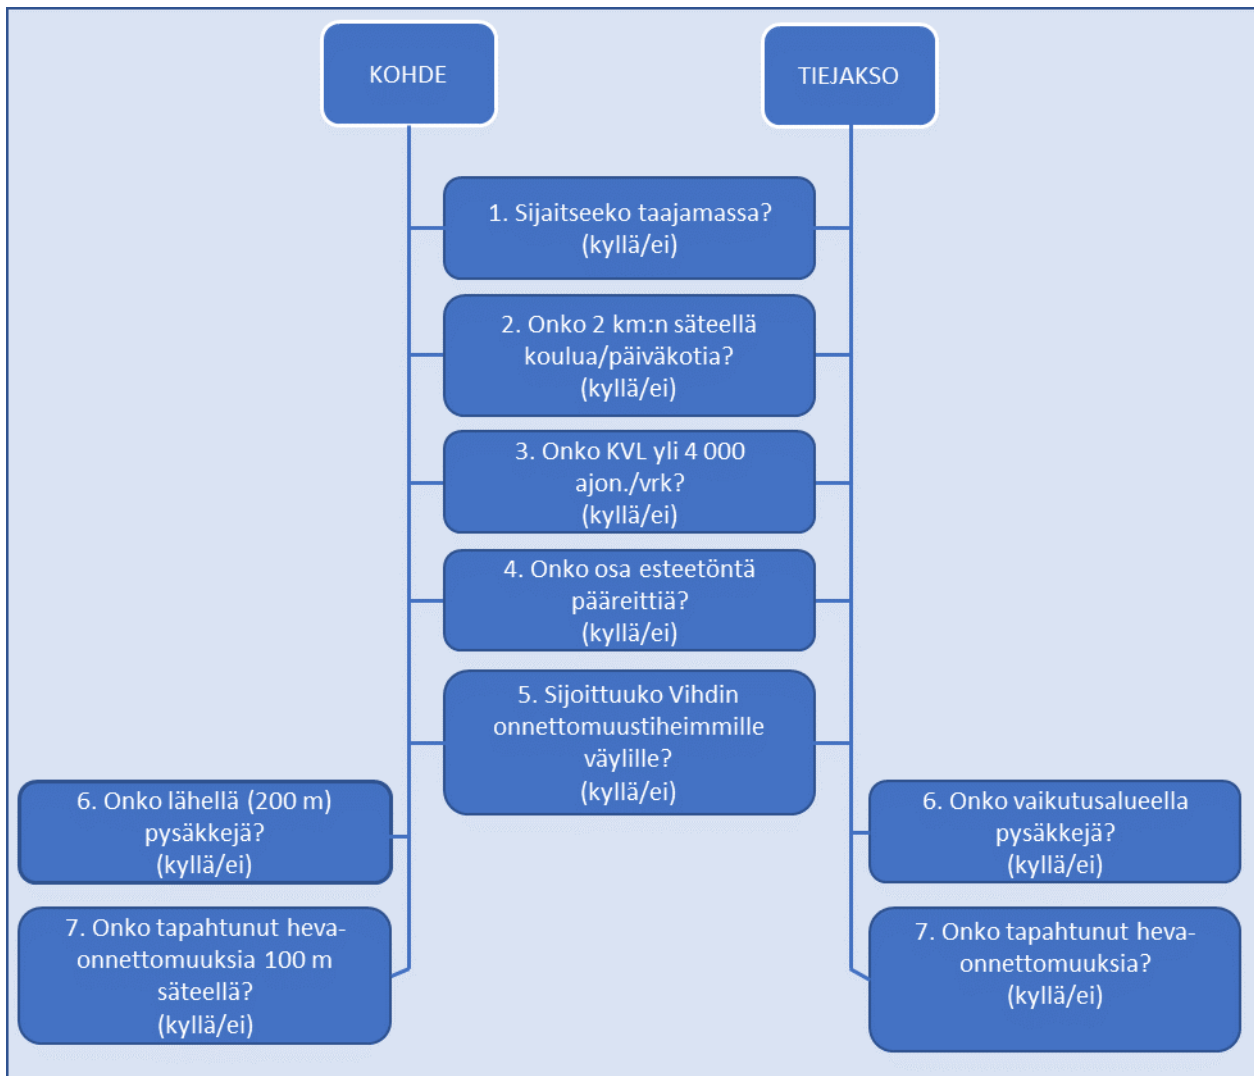 KOHDE
TIEJAKSO
1. Sijaitseeko taajamassa?
(kyllä/ei)
2. Onko 2 km:n säteellä
koulua/päiväkotia?
(kyllä/ei)
3. Onko KVL yli 4 000
ajon./vrk?
(kyllä/ei)
4. Onko osa esteetöntä
pääreittiä?
(kyllä/ei)
5. Sijoittuuko Vihdin
onnettomuustiheimmille
väylille?
(kyllä/ei)
6. Onko lähellä (200 m)
pysäkkejä?
(kyllä/ei)
6. Onko vaikutusalueella
pysäkkejä?
(kyllä/ei)
7. Onko tapahtunut heva-
onnettomuuksia 100 m
säteellä?
(kyllä/ei)
7. Onko tapahtunut heva-
onnettomuuksia?
(kyllä/ei)